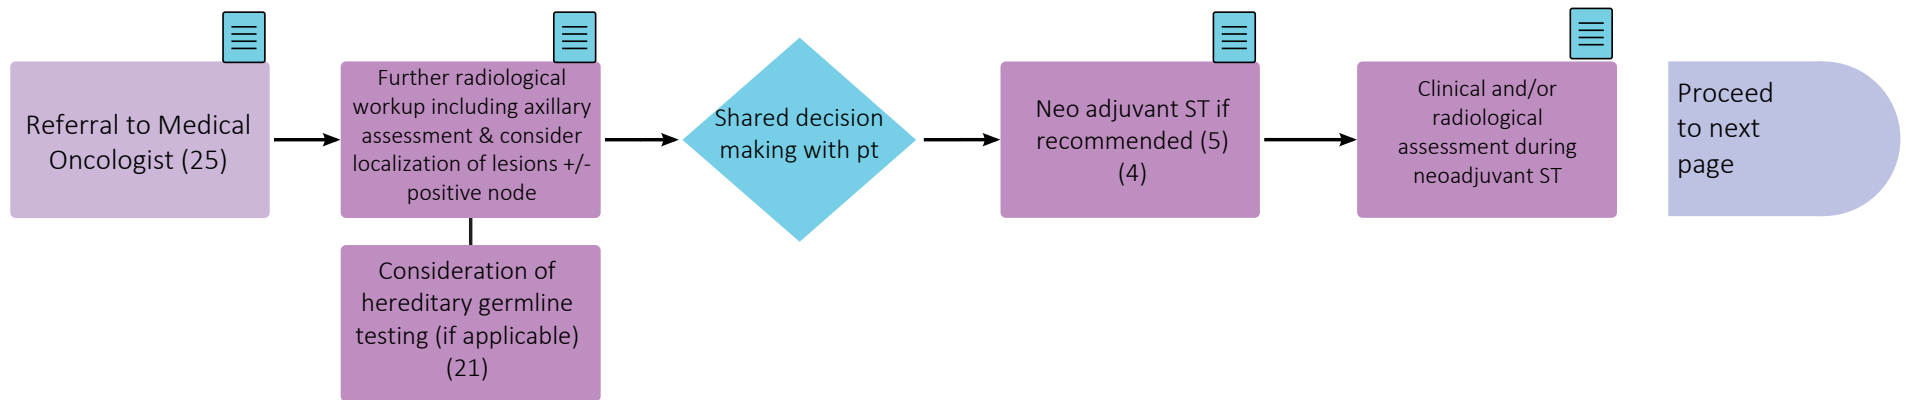 Referral to Medical
Oncologist (25)
Further radiological
workup including axillary
assessment & consider
localization of lesions +/-
positive node
Consideration of
hereditary germline
testing (if applicable)
(21)
Shared decision
making with pt
Neo adjuvant ST if
recommended (5)
(4)
Clinical and/or
radiological
assessment during
neoadjuvant ST
Proceed
to next
page